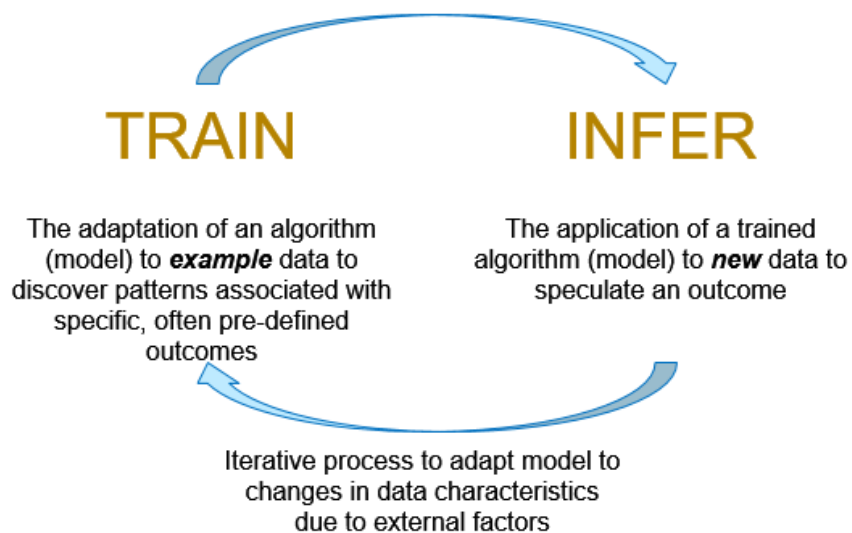 TRAIN
The adaptation of an algorithm
(model) to example data to
discover patterns associated with
specific, often pre-defined
outcomes
INFER
The application of a trained
algorithm (model) to new data to
speculate an outcome
Iterative process to adapt model to
changes in data characteristics
due to external factors